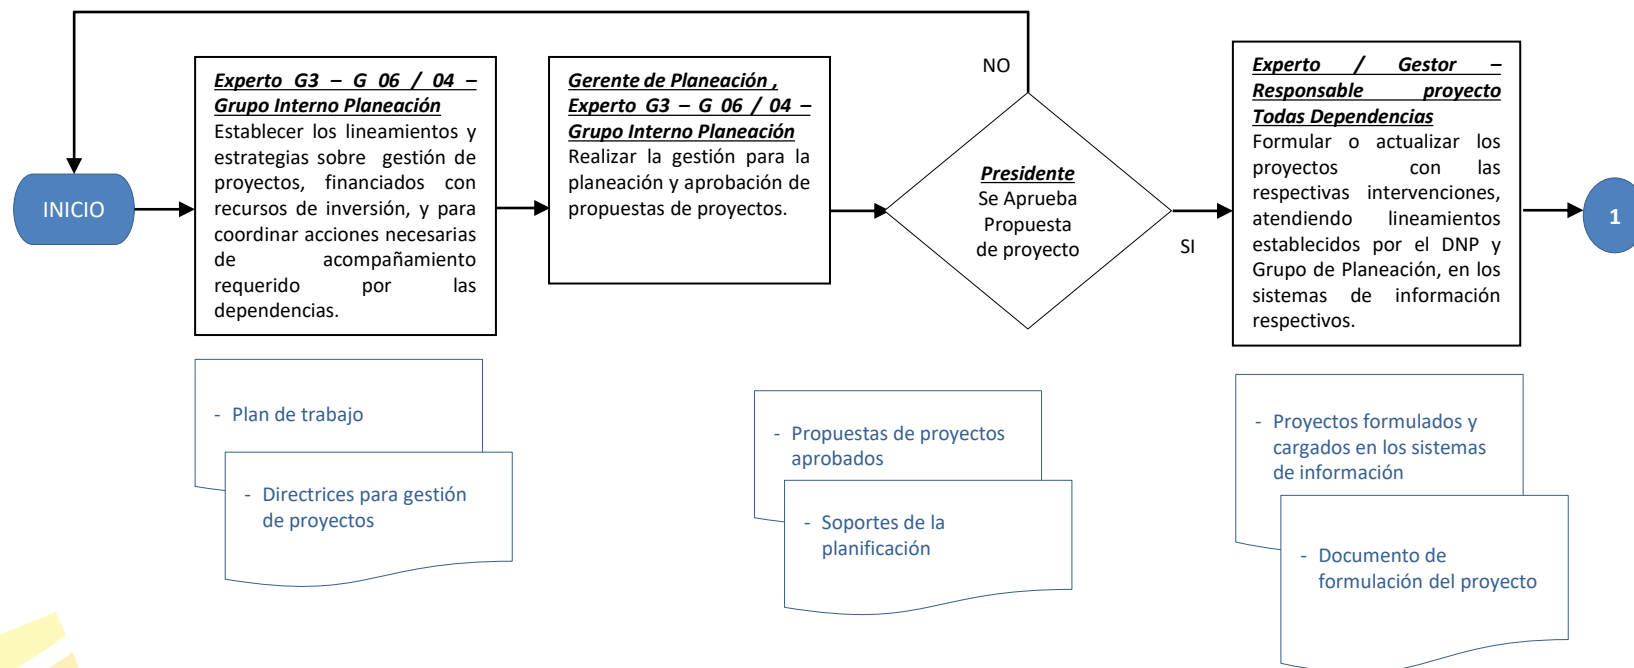 INICIO
Experto G3 – G 06 / 04 –
Grupo Interno Planeación
Establecer los lineamientos y
estrategias sobre gestión de
proyectos, financiados con
recursos de inversión, y para
coordinar acciones necesarias
de acompañamiento
requerido por las
dependencias.
Gerente de Planeación ,
Experto G3 – G 06 / 04 –
Grupo Interno Planeación
Realizar la gestión para la
planeación y aprobación de
propuestas de proyectos.
NO
Presidente
Se Aprueba
Propuesta
de proyecto
SI
Experto / Gestor –
Responsable proyecto
Todas Dependencias
Formular o actualizar los
proyectos con las
respectivas intervenciones,
atendiendo lineamientos
establecidos por el DNP y
Grupo de Planeación, en los
sistemas de información
respectivos.
1
- Plan de trabajo
- Directrices para gestión
de proyectos
- Propuestas de proyectos
aprobados
- Soportes de la
planificación
- Proyectos formulados y
cargados en los sistemas
de información
- Documento de
formulación del proyecto